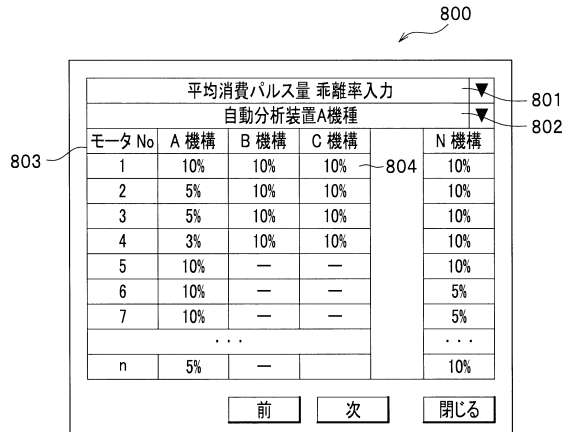 800
平均消費パルス量 乖離率入力 ▼ 801
自動分析装置A機種 ▼ 802
803 モータ No A 機構 B 機構 C 機構 N 機構
1 10% 10% 10% 804 10%
2 5% 10% 10% 10%
3 5% 10% 10% 10%
4 3% 10% 10% 10%
5 10% — — 10%
6 10% — — 5%
7 10% — — 5%
··· ···
n 5% — 10%
前 次 閉じる